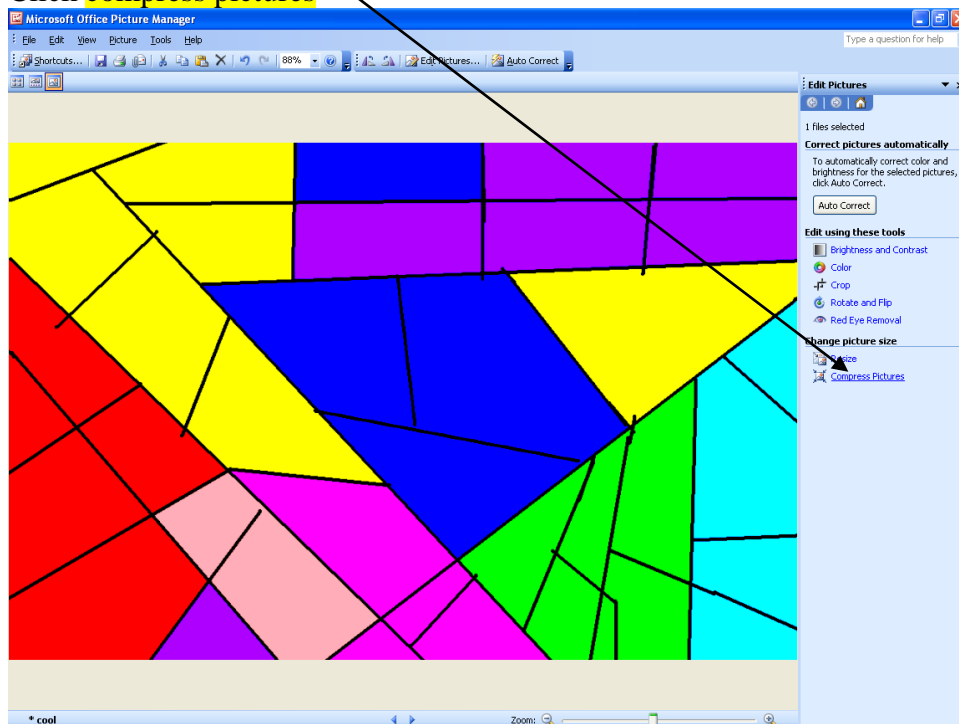 Click compress pictures
Microsoft Office Picture Manager
File Edit View Picture Tools Help
Type a question for help
Shortcuts... 88% Edit Pictures... Auto Correct
Edit Pictures
1 files selected
Correct pictures automatically
To automatically correct color and
brightness for the selected pictures,
click Auto Correct.
Auto Correct
Edit using these tools
Brightness and Contrast
Color
Crop
Rotate and Flip
Red Eye Removal
Change picture size
Resize
Compress Pictures
* cool
Zoom: